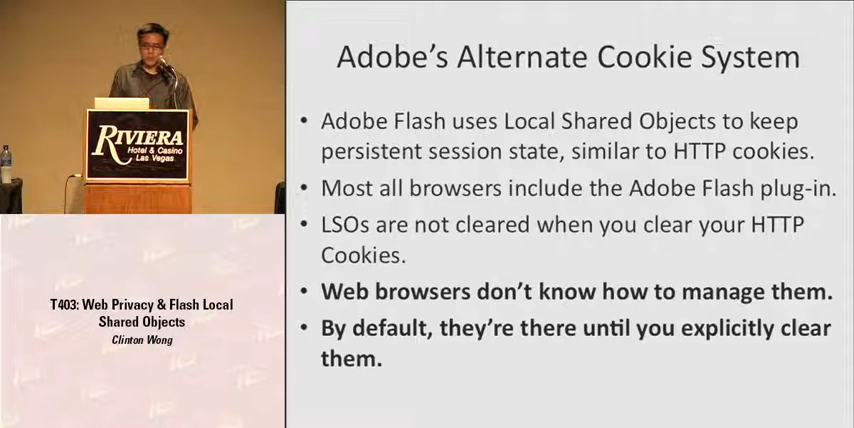 Adobe's Alternate Cookie System
• Adobe Flash uses Local Shared Objects to keep
persistent session state, similar to HTTP cookies.
• Most all browsers include the Adobe Flash plug-in.
• LSOs are not cleared when you clear your HTTP
Cookies.
• Web browsers don't know how to manage them.
• By default, they're there until you explicitly clear
them.
RIVIERA
Hotel & Casino
Las Vegas
T403: Web Privacy & Flash Local
Shared Objects
Clinton Wong